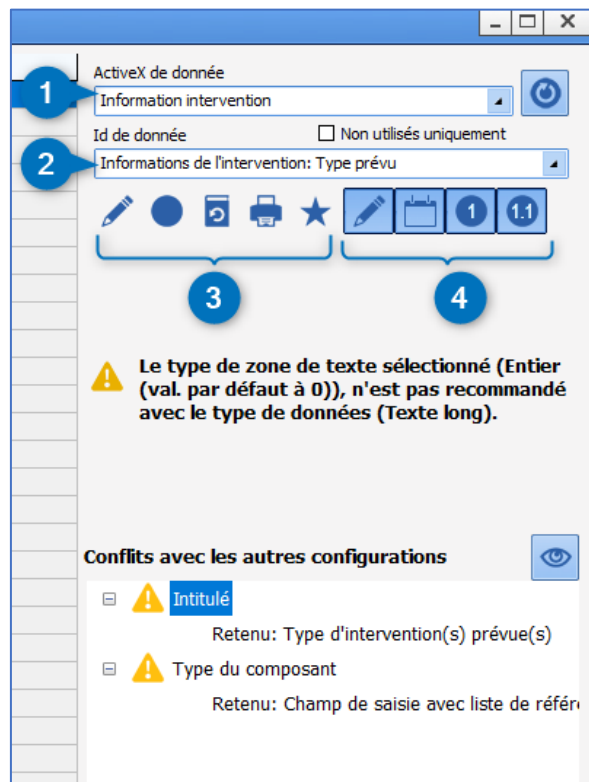 ActiveX de donnée
1
Information intervention
Id de donnée
Non utilisés uniquement
2
Informations de l'intervention: Type prévu
1
1.1
3
4
Le type de zone de texte sélectionné (Entier
(val. par défaut à 0)), n'est pas recommandé
avec le type de données (Texte long).
Conflits avec les autres configurations
Intitulé
Retenu: Type d'intervention(s) prévue(s)
Type du composant
Retenu: Champ de saisie avec liste de